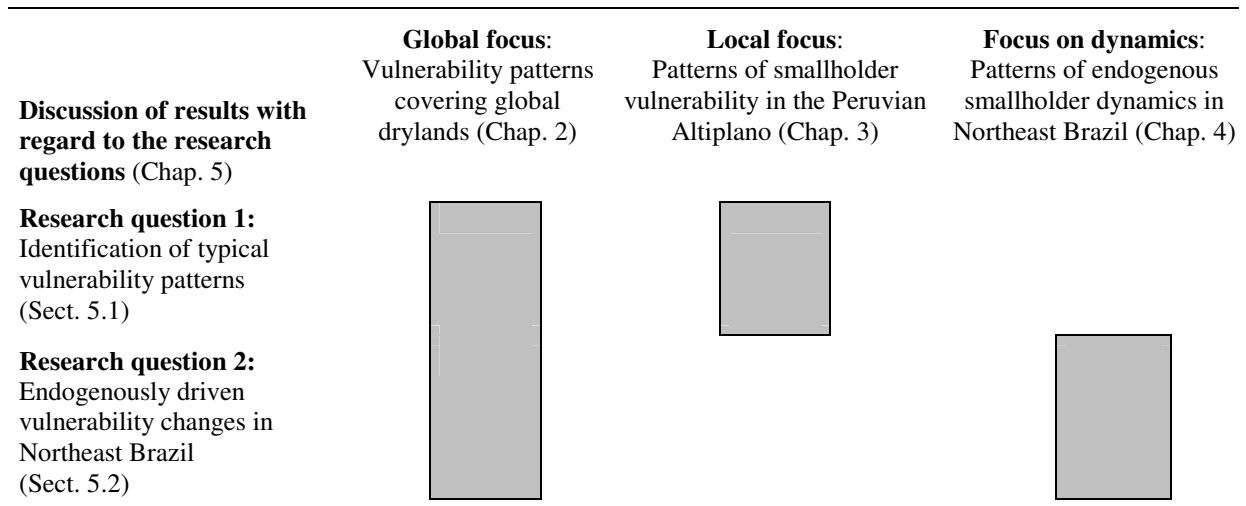 Global focus:
Vulnerability patterns
covering global
drylands (Chap. 2)
Local focus:
Patterns of smallholder
vulnerability in the Peruvian
Altiplano (Chap. 3)
Focus on dynamics:
Patterns of endogenous
smallholder dynamics in
Northeast Brazil (Chap. 4)
Discussion of results with
regard to the research
questions (Chap. 5)
Research question 1:
Identification of typical
vulnerability patterns
(Sect. 5.1)
Research question 2:
Endogenously driven
vulnerability changes in
Northeast Brazil
(Sect. 5.2)